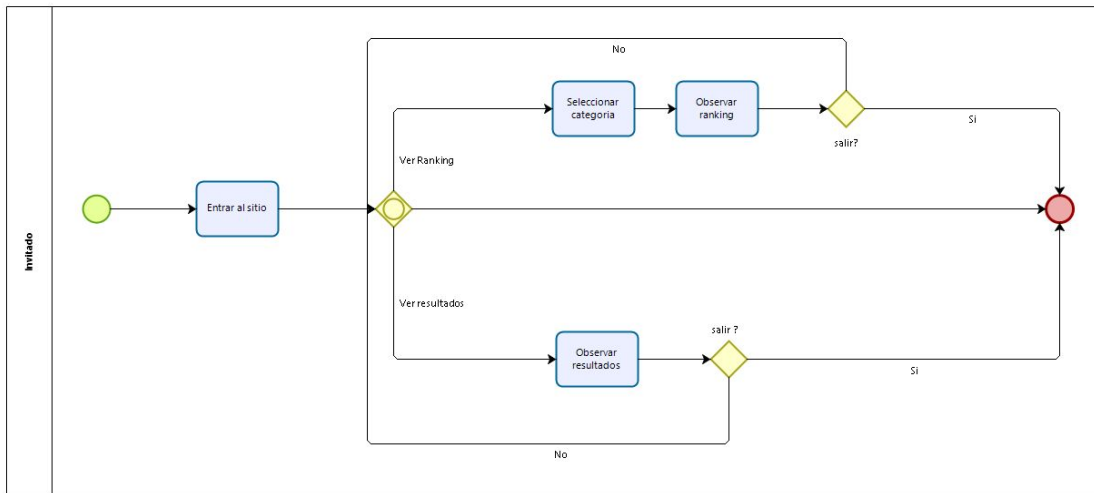 No
Seleccionar
categoria
Observar
ranking
Si
salir?
Ver Ranking
Entrar al sitio
Invitado
Ver resultados
salir ?
Observar
resultados
Si
No